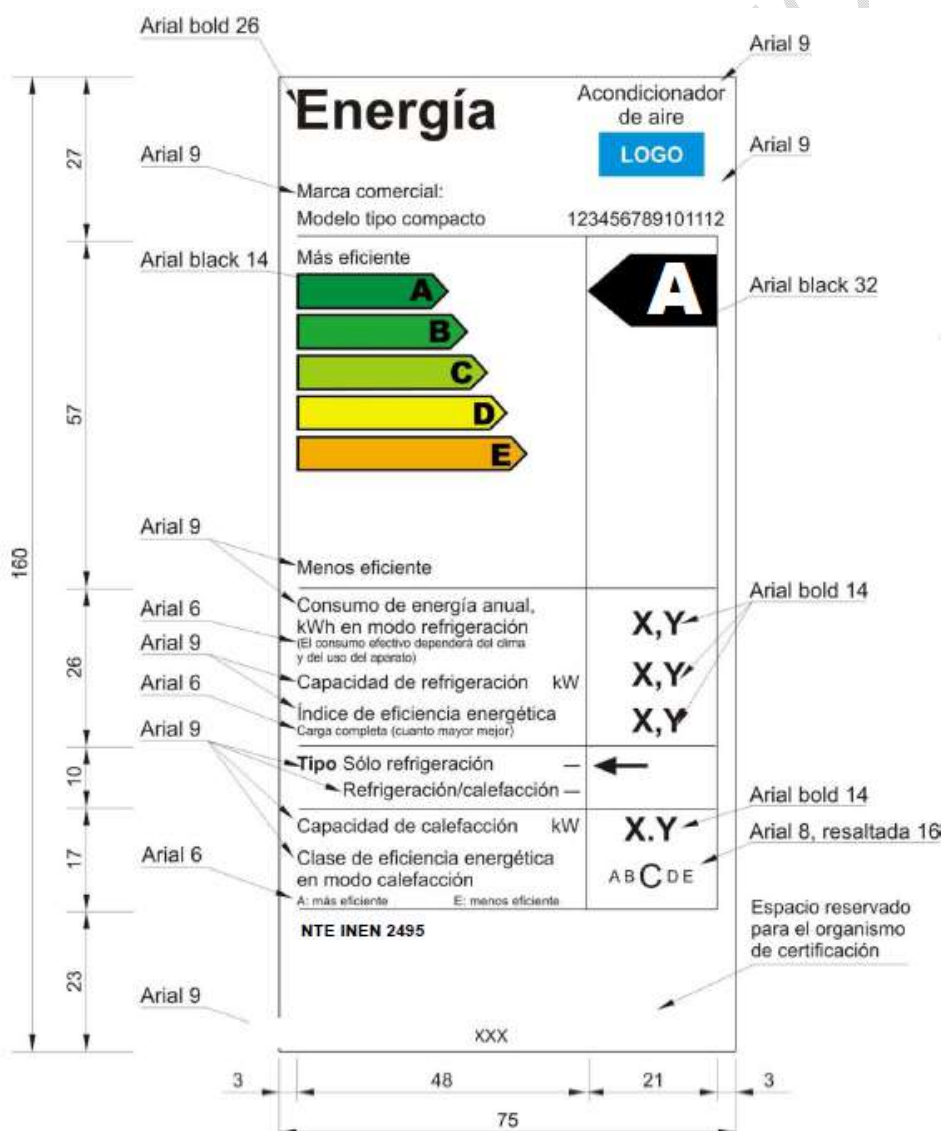 Arial bold 26
Arial 9
Energía
Acondicionador
de aire
LOGO
Arial 9
Arial 9
27
Marca comercial:
Modelo tipo compacto 123456789101112
Arial black 14
Más eficiente
A
A
Arial black 32
B
C
57
D
E
160
Arial 9
Menos eficiente
Arial bold 14
Consumo de energía anual,
kWh en modo refrigeración
(El consumo efectivo dependerá del clima
y del uso del aparato)
X,Y
Arial 6
Arial 9
26
Capacidad de refrigeración kW X,Y
Arial 6
Índice de eficiencia energética
Carga completa (cuanto mayor mejor)
X,Y
Arial 9
10
Tipo Sólo refrigeración —
Refrigeración/calefacción —
Arial bold 14
Capacidad de calefacción kW X.Y
Arial 8, resaltada 16
17
Arial 6
Clase de eficiencia energética
en modo calefacción
A B C D E
A: más eficiente E: menos eficiente
NTE INEN 2495
Espacio reservado
para el organismo
de certificación
23
Arial 9
XXX
3 48 21 3
75